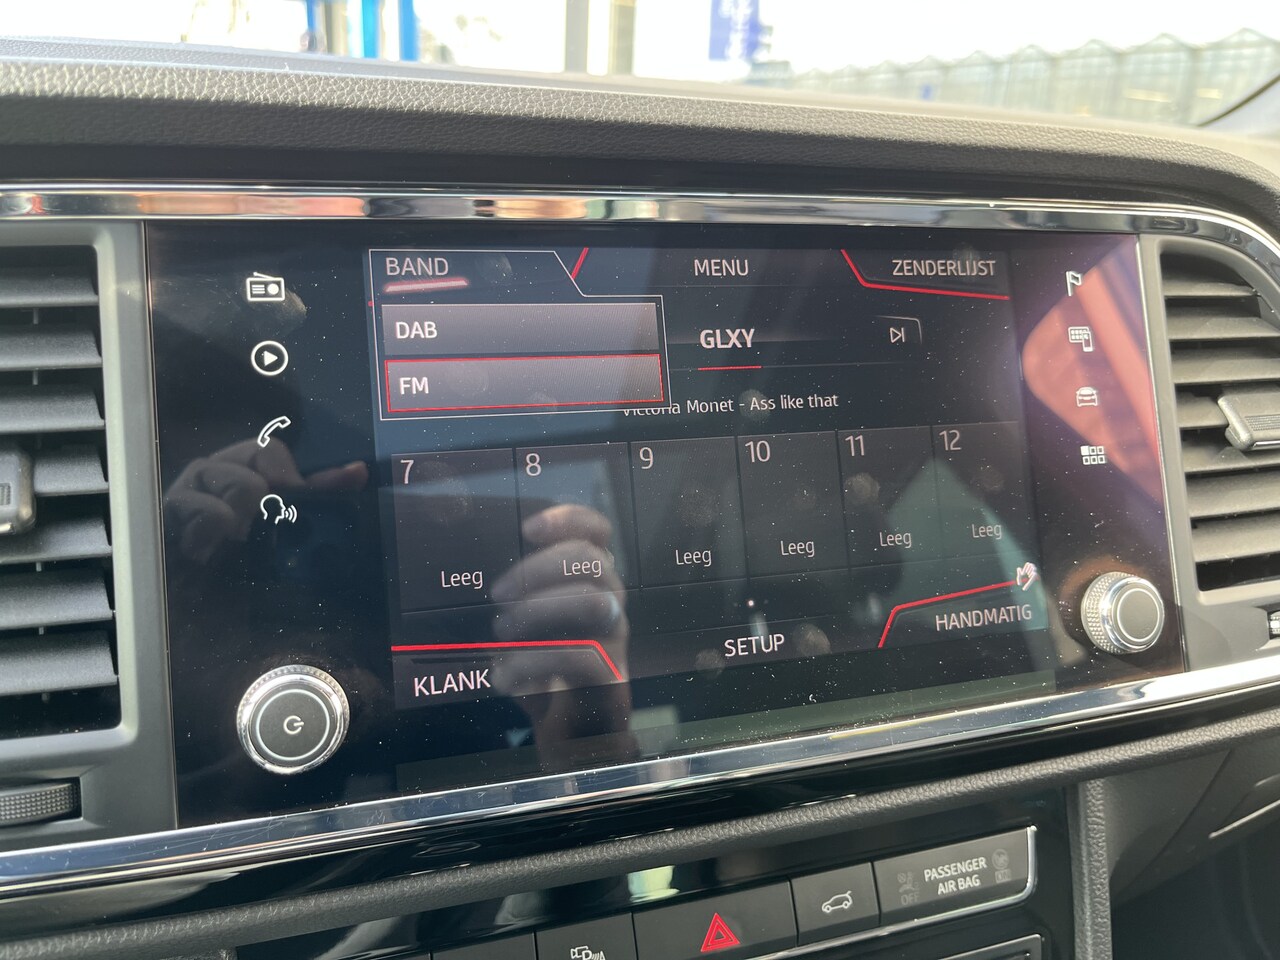 BAND
MENU
ZENDERLIJST
DAB
FM
GLXY
Victoria Monet - Ass like that
7
8
9
10
11
12
Leeg
Leeg
Leeg
Leeg
Leeg
Leeg
KLANK
SETUP
HANDMATIG
PASSENGER
AIR BAG
OFF
P